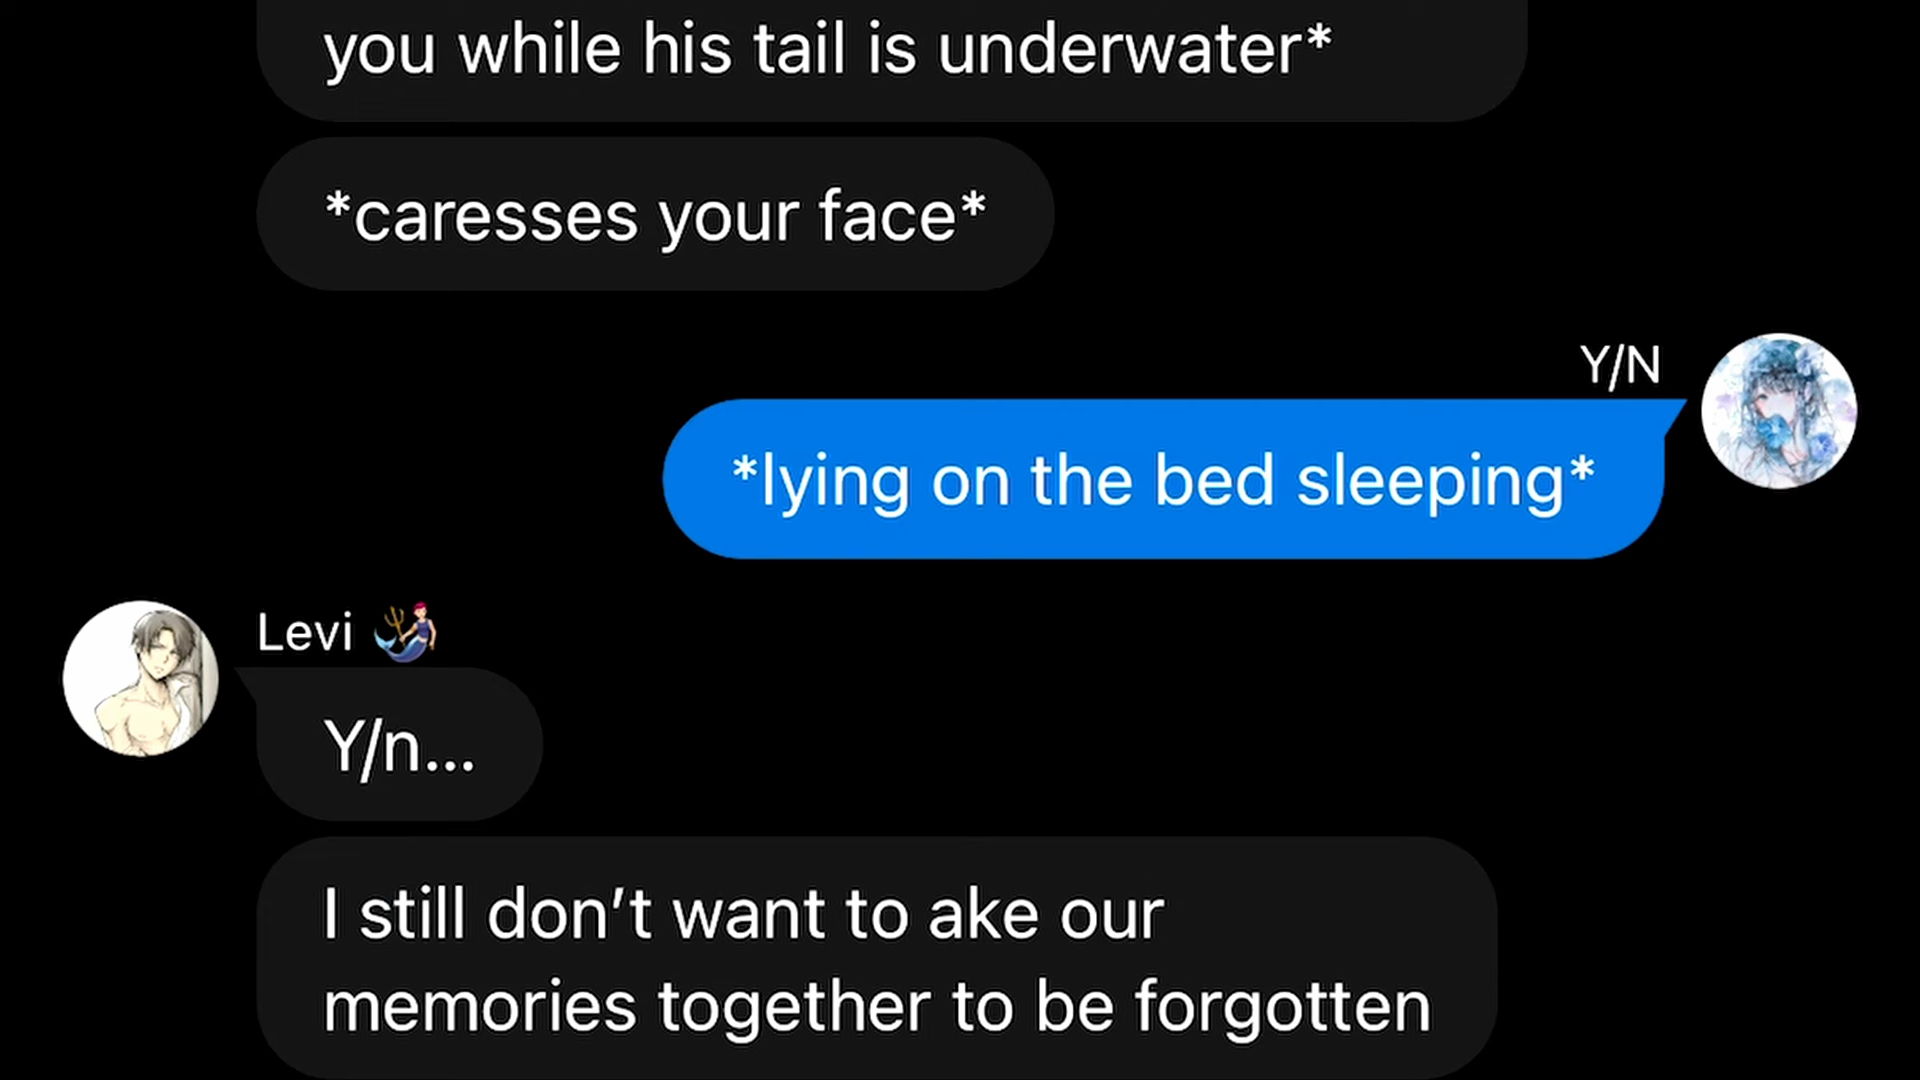 you while his tail is underwater*
*caresses your face*
Y/N
*lying on the bed sleeping*
Levi 🧜‍♂️
Y/n...
I still don't want to ake our
memories together to be forgotten